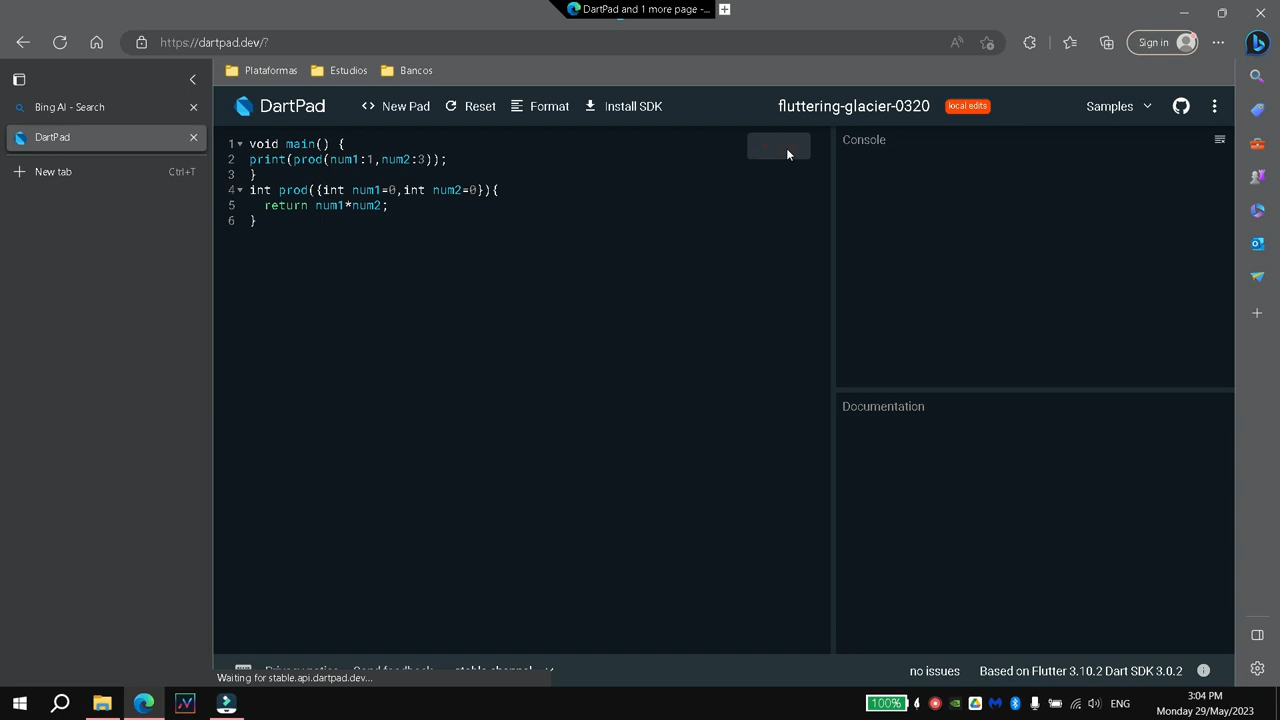 DartPad and 1 more page -...
https://dartpad.dev/?
Sign in
Plataformas
Estudios
Bancos
Bing AI - Search
DartPad
New tab
Ctrl+T
DartPad
New Pad
Reset
Format
Install SDK
fluttering-glacier-0320
local edits
Samples
1 void main() {
2 print(prod(num1:1,num2:3));
3 }
4 int prod({int num1=0,int num2=0}){
5 return num1*num2;
6 }
Console
Documentation
Privacy notice
Send feedback
stable channel
no issues
Based on Flutter 3.10.2 Dart SDK 3.0.2
Waiting for stable.api.dartpad.dev...
100%
ENG
3:04 PM
Monday 29/May/2023